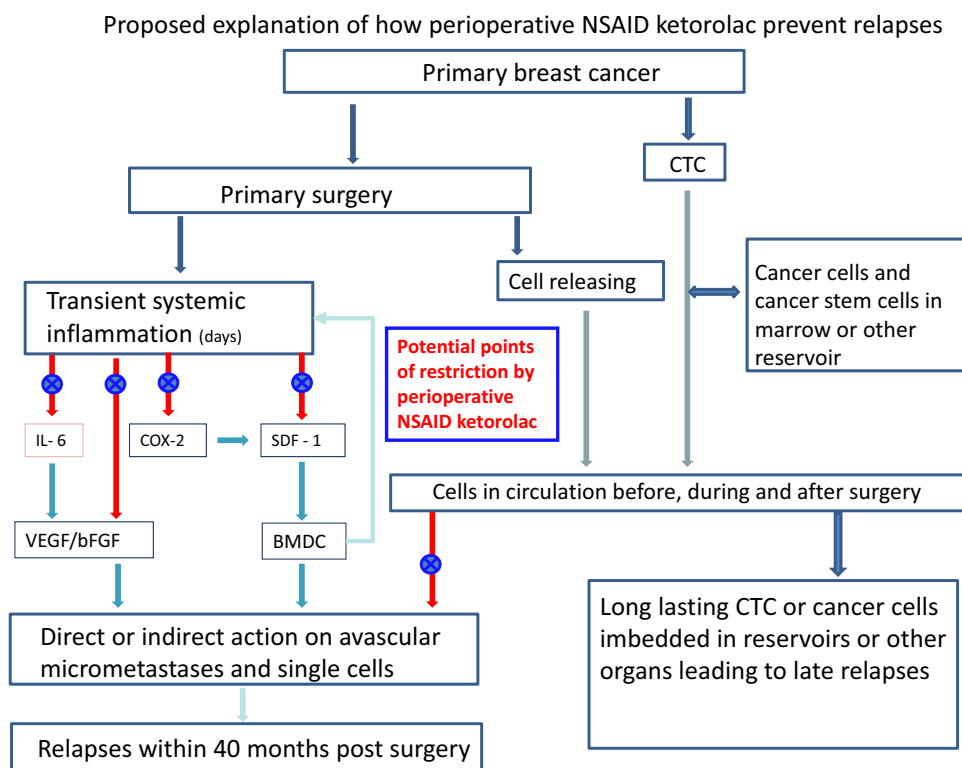 Proposed explanation of how perioperative NSAID ketorolac prevent relapses
Primary breast cancer
CTC
Primary surgery
Cell releasing
Cancer cells and
cancer stem cells in
marrow or other
reservoir
Transient systemic
inflammation (days)
Potential points
of restriction by
perioperative
NSAID ketorolac
IL- 6
COX-2
SDF - 1
Cells in circulation before, during and after surgery
VEGF/bFGF
BMDC
Direct or indirect action on avascular
micrometastases and single cells
Long lasting CTC or cancer cells
imbedded in reservoirs or other
organs leading to late relapses
Relapses within 40 months post surgery